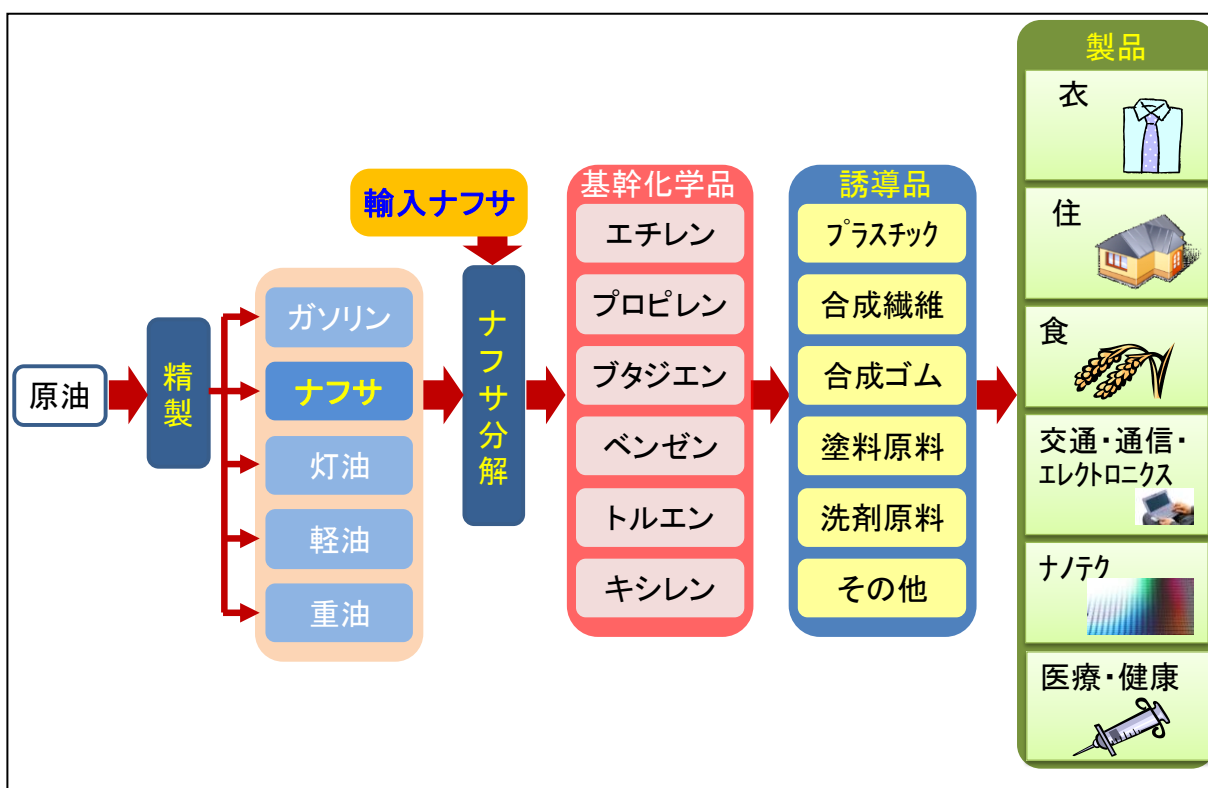 原油
精製
ガソリン
ナフサ
灯油
軽油
重油
輸入ナフサ
ナフサ分解
基幹化学品
エチレン
プロピレン
ブタジエン
ベンゼン
トルエン
キシレン
誘導品
プラスチック
合成繊維
合成ゴム
塗料原料
洗剤原料
その他
製品
衣
住
食
交通・通信・
エレクトロニクス
ナノテク
医療・健康